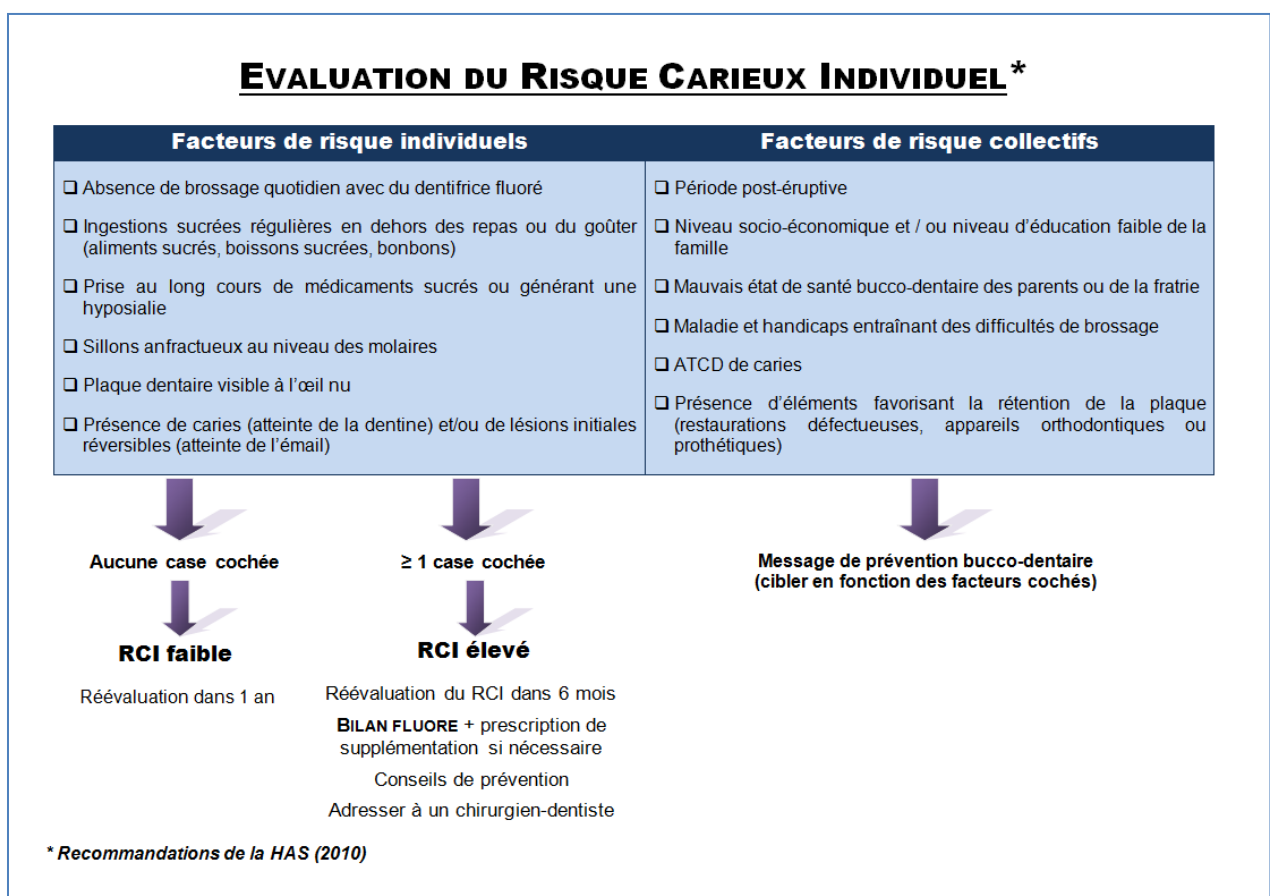 EVALUATION DU RISQUE CARIEUX INDIVIDUEL*
Facteurs de risque individuels
❑ Absence de brossage quotidien avec du dentifrice fluoré
❑ Ingestions sucrées régulières en dehors des repas ou du goûter
(aliments sucrés, boissons sucrées, bonbons)
❑ Prise au long cours de médicaments sucrés ou générant une
hyposialie
❑ Sillons anfractueux au niveau des molaires
❑ Plaque dentaire visible à l'œil nu
❑ Présence de caries (atteinte de la dentine) et/ou de lésions initiales
réversibles (atteinte de l'émail)
Facteurs de risque collectifs
❑ Période post-éruptive
❑ Niveau socio-économique et / ou niveau d'éducation faible de la
famille
❑ Mauvais état de santé bucco-dentaire des parents ou de la fratrie
❑ Maladie et handicaps entraînant des difficultés de brossage
❑ ATCD de caries
❑ Présence d'éléments favorisant la rétention de la plaque
(restaurations défectueuses, appareils orthodontiques ou
prothétiques)
Aucune case cochée
RCI faible
Réévaluation dans 1 an
≥ 1 case cochée
RCI élevé
Réévaluation du RCI dans 6 mois
BILAN FLUORE + prescription de
supplémentation si nécessaire
Conseils de prévention
Adresser à un chirurgien-dentiste
Message de prévention bucco-dentaire
(cibler en fonction des facteurs cochés)
* Recommandations de la HAS (2010)